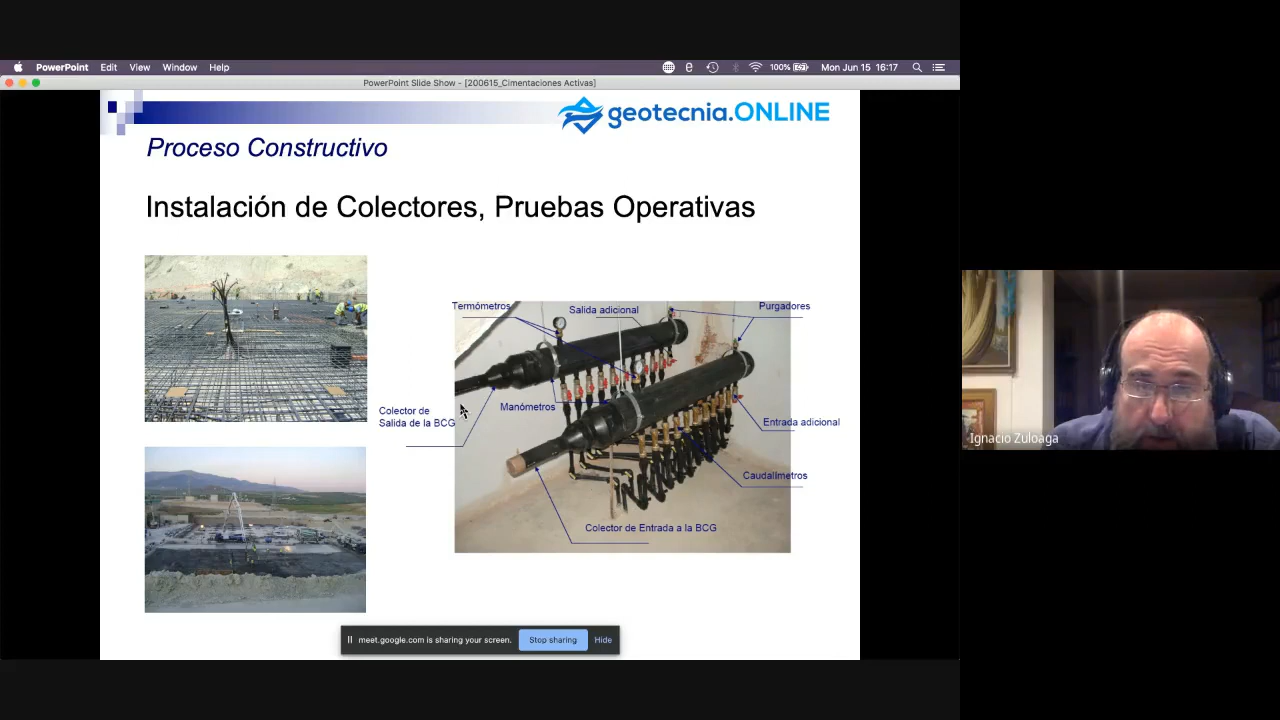 PowerPoint Edit View Window Help 100% Mon Jun 15 16:17
PowerPoint Slide Show - [200615_Cimentaciones Activas]
geotecnia.ONLINE
Proceso Constructivo
Instalación de Colectores, Pruebas Operativas
Termómetros
Salida adicional
Purgadores
Colector de
Salida de la BCG
Manómetros
Entrada adicional
Caudalímetros
Colector de Entrada a la BCG
Ignacio Zuloaga
meet.google.com is sharing your screen. Stop sharing Hide